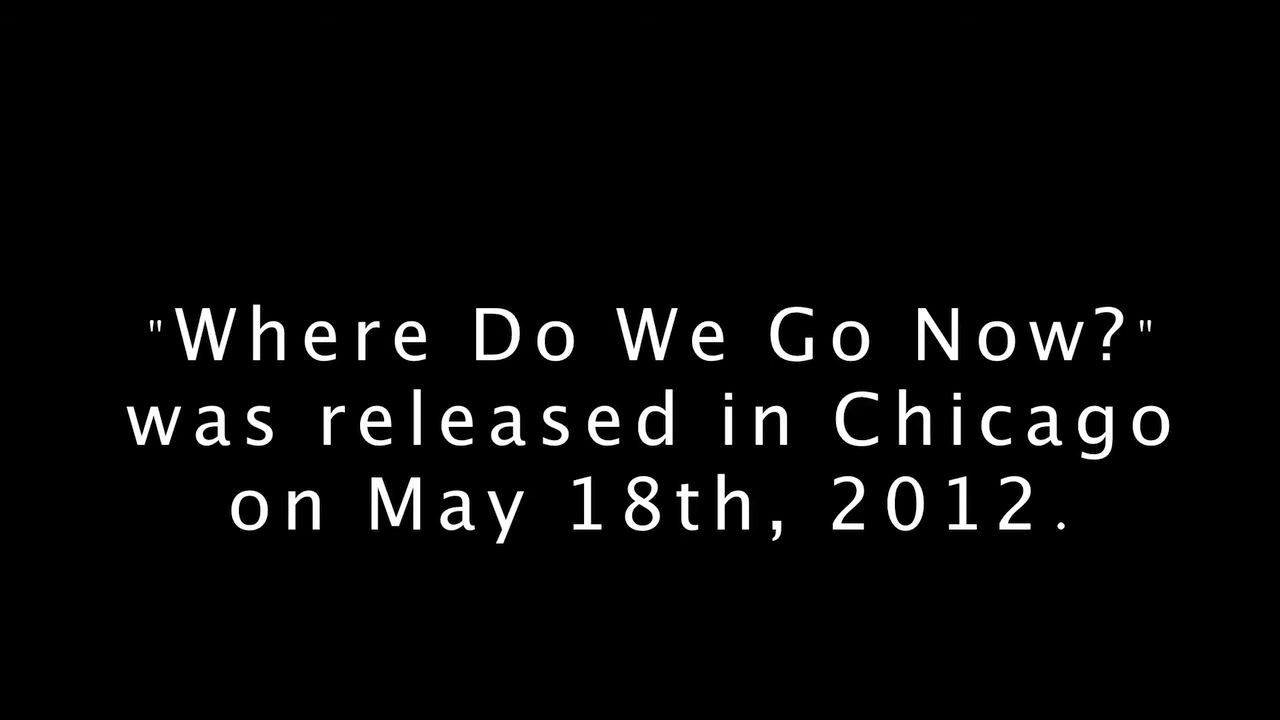 "Where Do We Go Now?"
was released in Chicago
on May 18th, 2012.